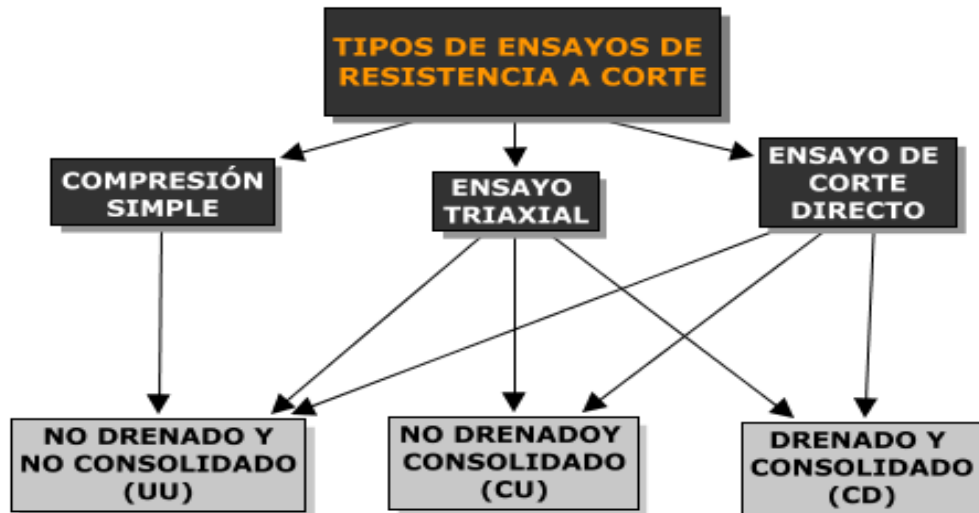 TIPOS DE ENSAYOS DE
RESISTENCIA A CORTE
COMPRESIÓN
SIMPLE
ENSAYO
TRIAXIAL
ENSAYO DE
CORTE
DIRECTO
NO DRENADO Y
NO CONSOLIDADO
(UU)
NO DRENADOY
CONSOLIDADO
(CU)
DRENADO Y
CONSOLIDADO
(CD)